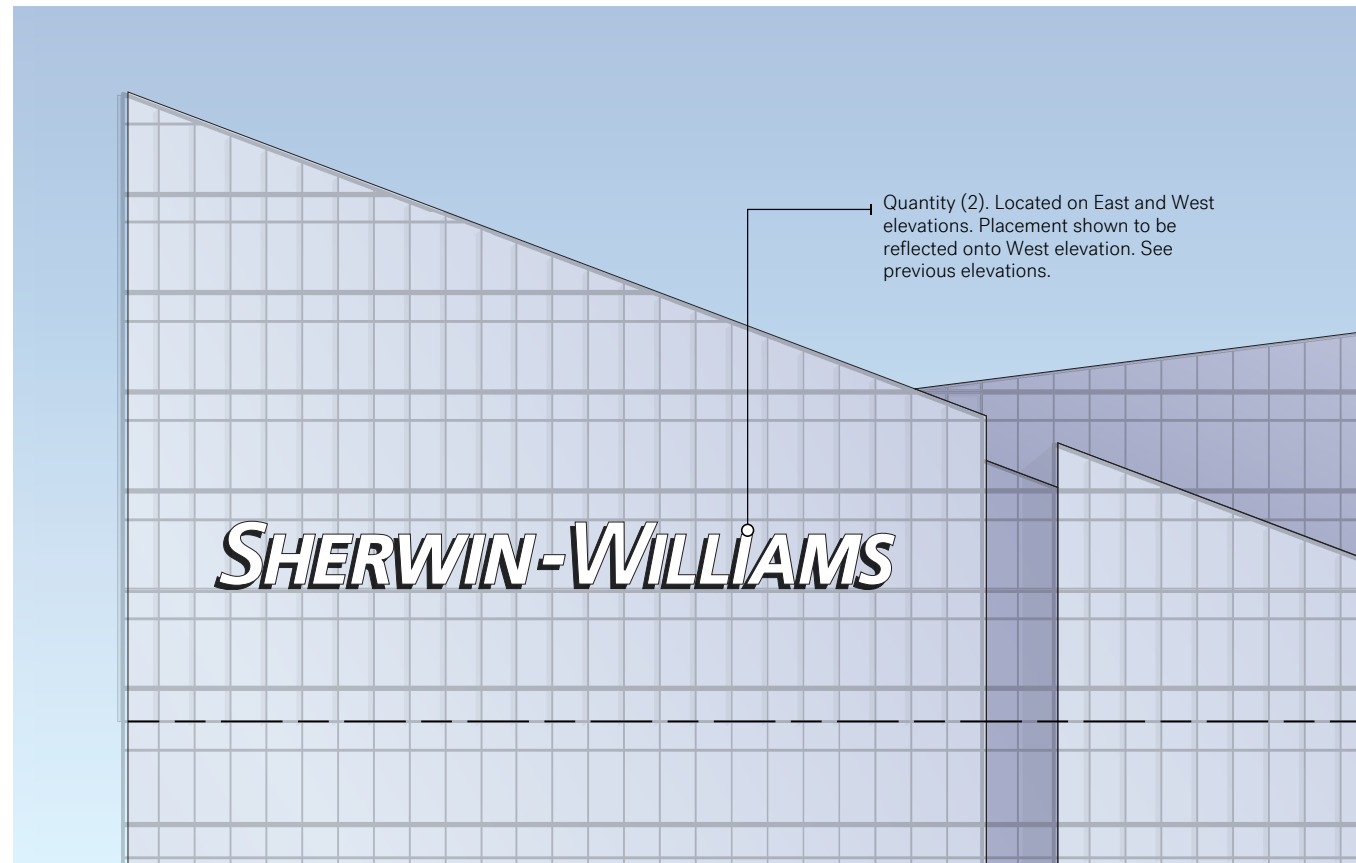 Quantity (2). Located on East and West
elevations. Placement shown to be
reflected onto West elevation. See
previous elevations.
SHERWIN-WILLIAMS